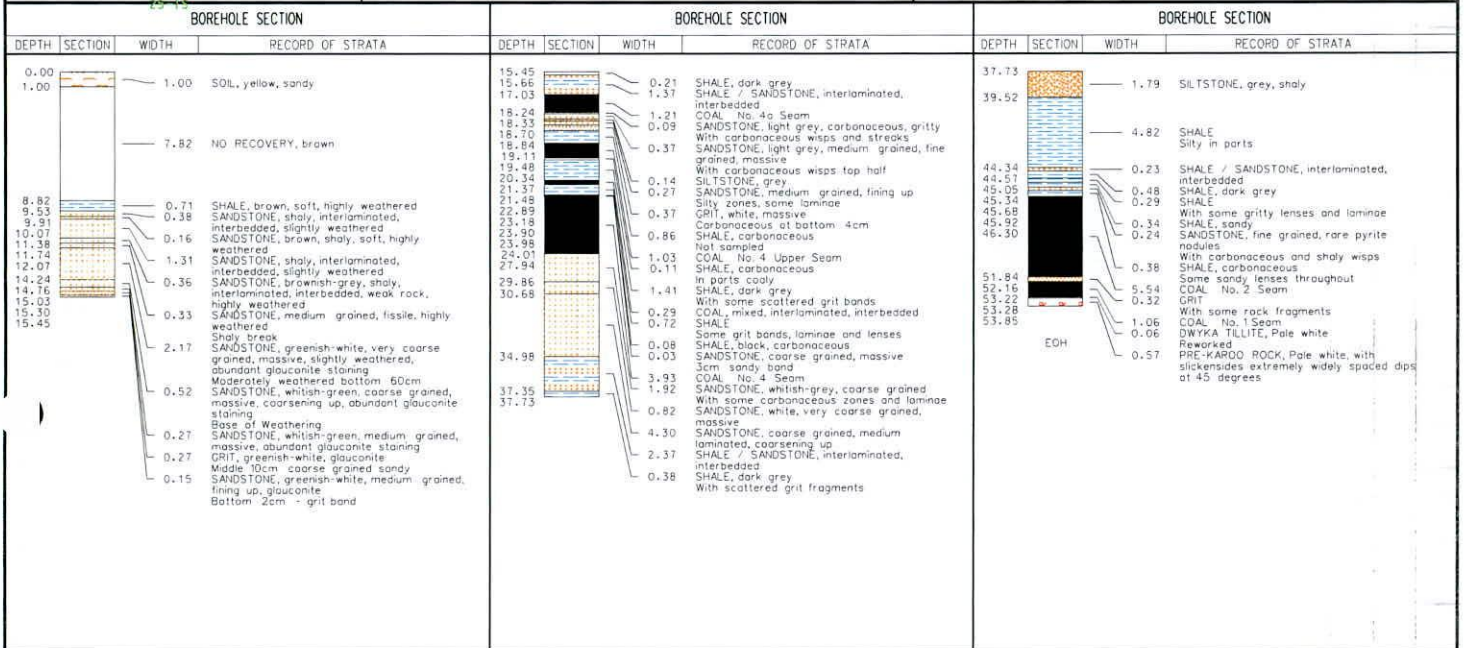 29-15
BOREHOLE SECTION
DEPTH SECTION WIDTH RECORD OF STRATA
0.00
1.00
8.82
9.53
9.91
10.07
11.38
11.74
12.07
14.24
14.76
15.03
15.30
15.45
1.00 SOIL, yellow, sandy
7.82 NO RECOVERY, brown
0.71 SHALE, brown, soft, highly weathered
0.38 SANDSTONE, shaly, interlaminated,
interbedded, slightly weathered
0.16 SANDSTONE, brown, shaly, soft, highly
weathered
1.31 SANDSTONE, shaly, interlaminated,
interbedded, slightly weathered
0.36 SANDSTONE, brownish-grey, shaly,
interlaminated, interbedded, weak rock,
highly weathered
0.33 SANDSTONE, medium grained, fissile, highly
weathered
Shaly break
2.17 SANDSTONE, greenish-white, very coarse
grained, massive, slightly weathered,
abundant glauconite staining
Moderately weathered bottom 60cm
0.52 SANDSTONE, whitish-green, coarse grained,
massive, coarsening up, abundant glauconite
staining
Base of Weathering
0.27 SANDSTONE, whitish-green, medium grained,
massive, abundant glauconite staining
0.27 GRIT, greenish-white, glauconite
Middle 10cm coarse grained sandy
0.15 SANDSTONE, greenish-white, medium grained,
fining up, glauconite
Bottom 2cm - grit band
BOREHOLE SECTION
DEPTH SECTION WIDTH RECORD OF STRATA
15.45
15.66
17.03
18.24
18.33
18.70
18.84
19.11
19.48
20.34
21.37
21.48
22.89
23.18
23.90
23.98
24.01
27.94
29.86
30.68
34.98
37.35
37.73
0.21 SHALE, dark grey
1.37 SHALE / SANDSTONE, interlaminated,
interbedded
1.21 COAL No. 4a Seam
0.09 SANDSTONE, light grey, carbonaceous, gritty
With carbonaceous wisps and streaks
0.37 SANDSTONE, light grey, medium grained, fine
grained, massive
With carbonaceous wisps top half
0.14 SILTSTONE, grey
0.27 SANDSTONE, medium grained, fining up
Silty zones, some laminae
0.37 GRIT, white, massive
Carbonaceous at bottom 4cm
0.86 SHALE, carbonaceous
Not sampled
1.03 COAL No. 4 Upper Seam
0.11 SHALE, carbonaceous
In parts coaly
1.41 SHALE, dark grey
With some scattered grit bands
0.29 COAL, mixed, interlaminated, interbedded
0.72 SHALE
Some grit bands, laminae and lenses
0.08 SHALE, black, carbonaceous
0.03 SANDSTONE, coarse grained, massive
3cm sandy band
3.93 COAL No. 4 Seam
1.92 SANDSTONE, whitish-grey, coarse grained
With some carbonaceous zones and laminae
0.82 SANDSTONE, white, very coarse grained,
massive
4.30 SANDSTONE, coarse grained, medium
laminated, coarsening up
2.37 SHALE / SANDSTONE, interlaminated,
interbedded
0.38 SHALE, dark grey
With scattered grit fragments
BOREHOLE SECTION
DEPTH SECTION WIDTH RECORD OF STRATA
37.73
39.52
44.34
44.57
45.05
45.34
45.68
45.92
46.30
51.84
52.16
53.22
53.28
53.85
EOH
1.79 SILTSTONE, grey, shaly
4.82 SHALE
Silty in parts
0.23 SHALE / SANDSTONE, interlaminated,
interbedded
0.48 SHALE, dark grey
0.29 SHALE
With some gritty lenses and laminae
0.34 SHALE, sandy
0.24 SANDSTONE, fine grained, rare pyrite
nodules
With carbonaceous and shaly wisps
0.38 SHALE, carbonaceous
Some sandy lenses throughout
5.54 COAL No. 2 Seam
0.32 GRIT
With some rock fragments
1.06 COAL No. 1 Seam
0.06 DWYKA TILLITE, Pale white
Reworked
0.57 PRE-KAROO ROCK, Pale white, with
slickensides extremely widely spaced dips
at 45 degrees